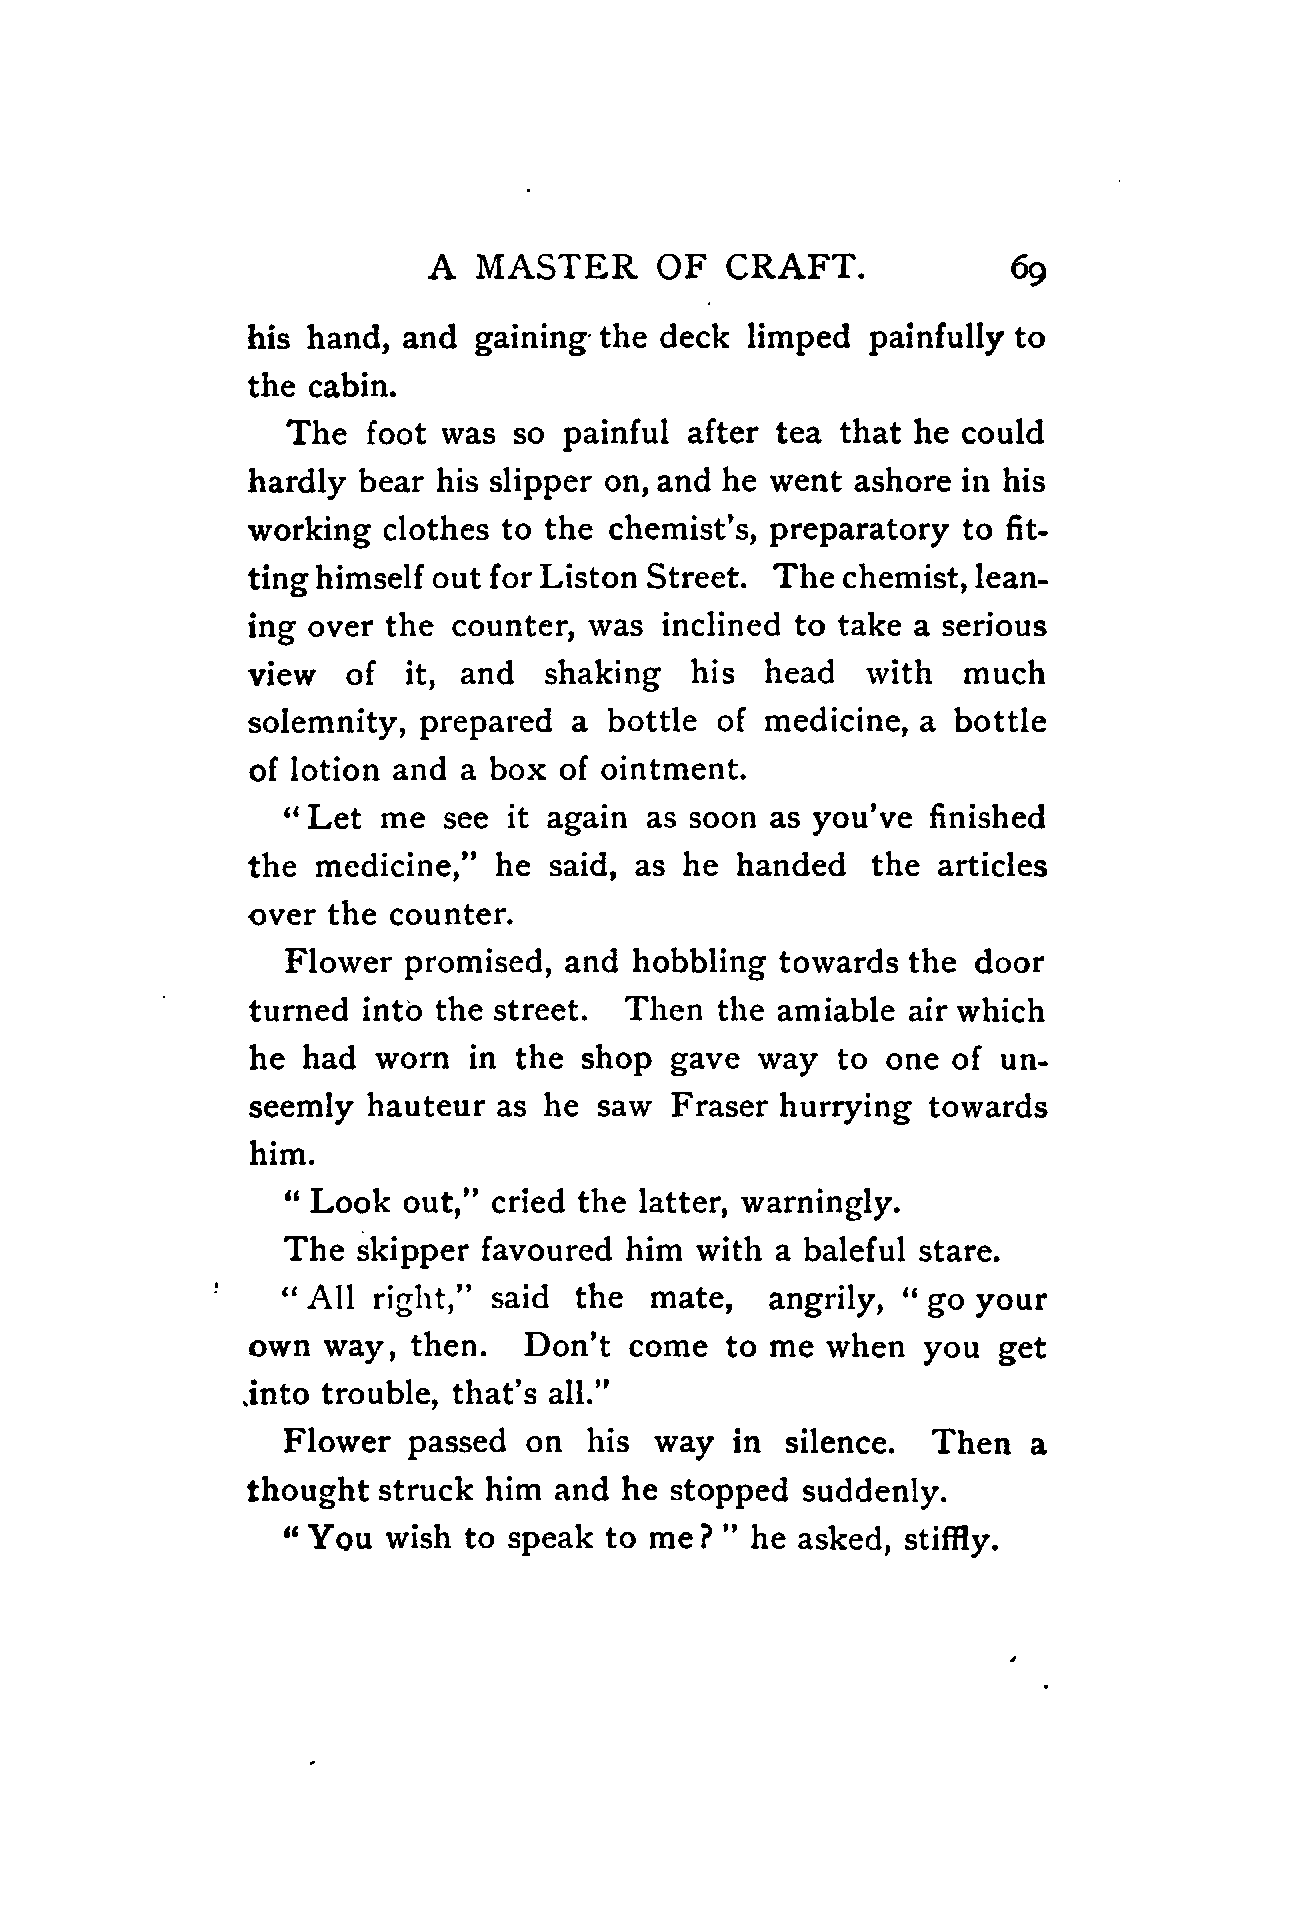 A MASTER OF CRAFT. 69
his hand, and gaining the deck limped painfully to
the cabin.
The foot was so painful after tea that he could
hardly bear his slipper on, and he went ashore in his
working clothes to the chemist's, preparatory to fit-
ting himself out for Liston Street. The chemist, lean-
ing over the counter, was inclined to take a serious
view of it, and shaking his head with much
solemnity, prepared a bottle of medicine, a bottle
of lotion and a box of ointment.
" Let me see it again as soon as you've finished
the medicine," he said, as he handed the articles
over the counter.
Flower promised, and hobbling towards the door
turned into the street. Then the amiable air which
he had worn in the shop gave way to one of un-
seemly hauteur as he saw Fraser hurrying towards
him.
" Look out," cried the latter, warningly.
The skipper favoured him with a baleful stare.
" All right," said the mate, angrily, " go your
own way, then. Don't come to me when you get
into trouble, that's all."
Flower passed on his way in silence. Then a
thought struck him and he stopped suddenly.
" You wish to speak to me? " he asked, stiffly.